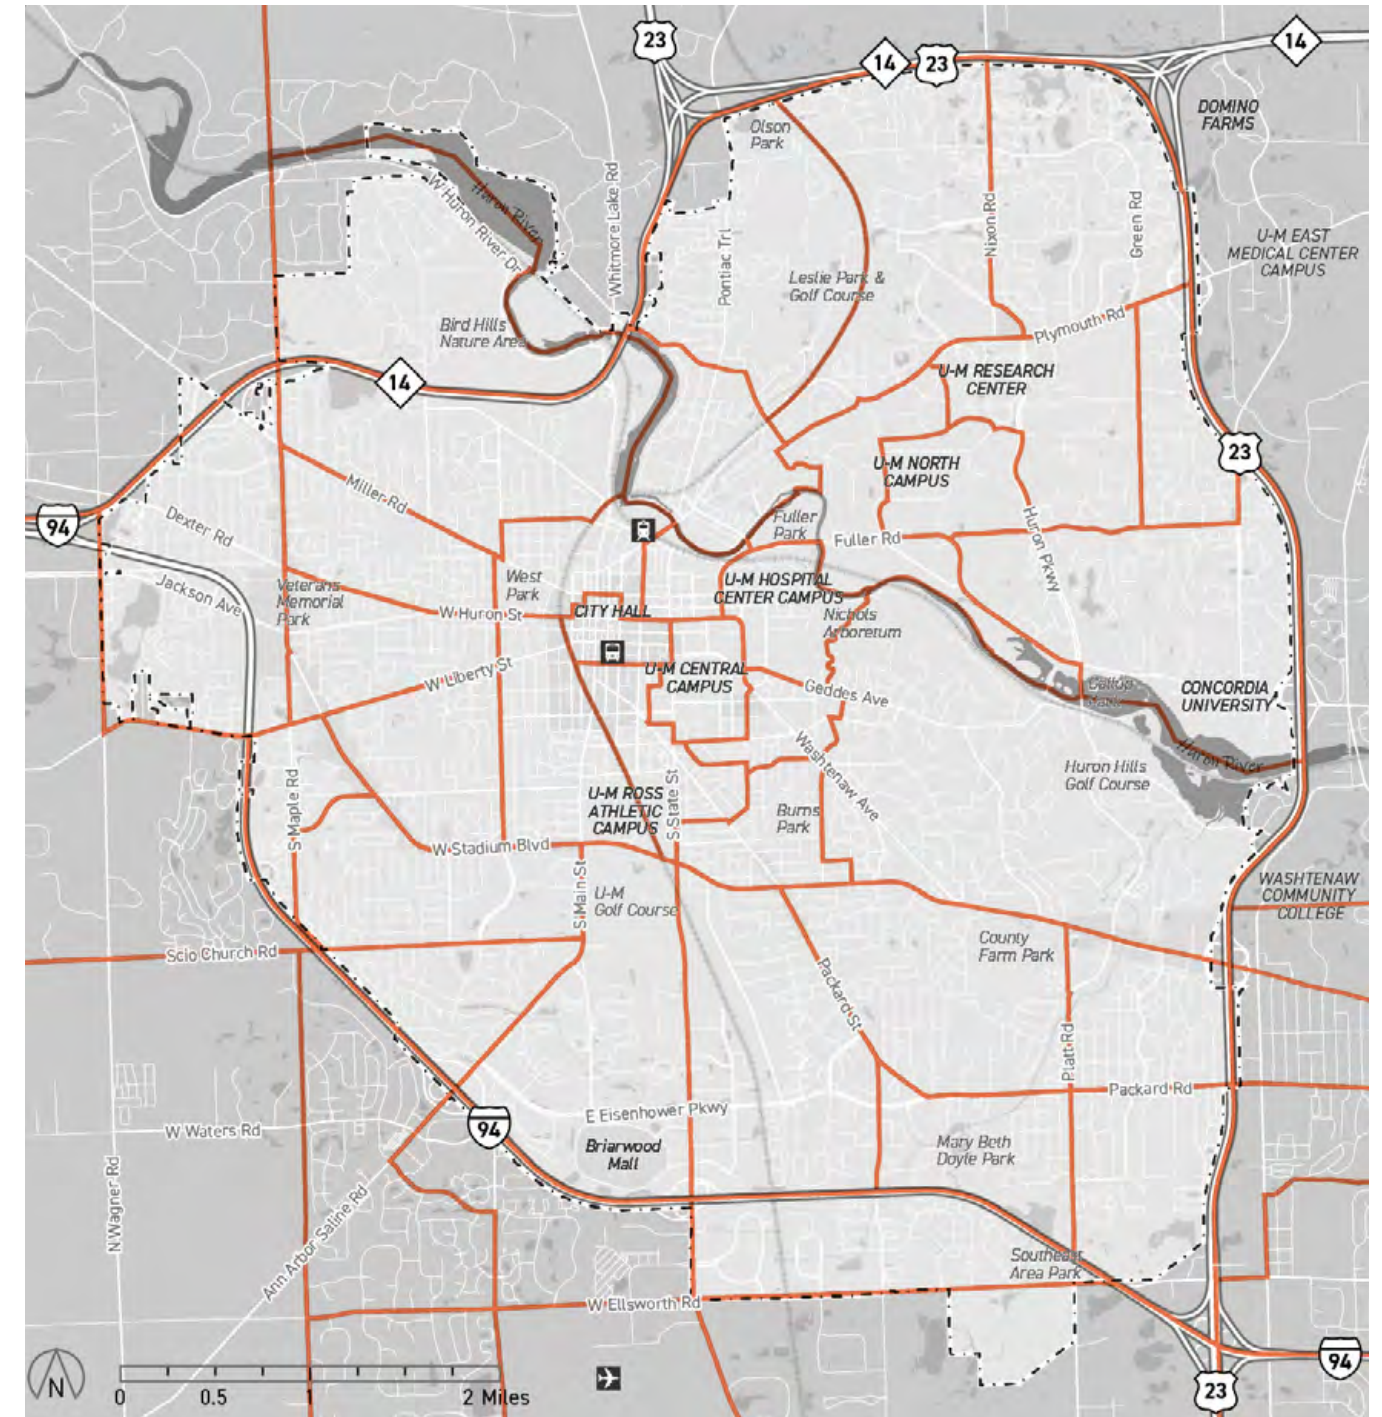 23
14
14
23
DOMINO
FARMS
Olson
Park
Whitmore Lake Rd
W Huron River Dr
Huron River
Pontiac Trl
Nixon Rd
Green Rd
U-M EAST
MEDICAL CENTER
CAMPUS
Leslie Park &
Golf Course
Bird Hills
Nature Area
Plymouth Rd
14
U-M RESEARCH
CENTER
23
U-M NORTH
CAMPUS
Miller Rd
94
Dexter Rd
Fuller
Park
Fuller Rd
Huron Pkwy
Jackson Ave
Veterans
Memorial
Park
West
Park
U-M HOSPITAL
CENTER CAMPUS
W Huron St
CITY HALL
Nichols
Arboretum
W Liberty St
U-M CENTRAL
CAMPUS
Geddes Ave
Gallup
Park
CONCORDIA
UNIVERSITY
Huron River
Washtenaw Ave
Huron Hills
Golf Course
S Maple Rd
U-M ROSS
ATHLETIC
CAMPUS
S State St
Burns
Park
W Stadium Blvd
S Main St
U-M
Golf Course
WASHTENAW
COMMUNITY
COLLEGE
Scio Church Rd
County
Farm Park
Packard St
Platt Rd
Packard Rd
E Eisenhower Pkwy
94
W Waters Rd
Briarwood
Mall
Mary Beth
Doyle Park
N Wagner Rd
Ann Arbor Saline Rd
Southeast
Area Park
W Ellsworth Rd
N
0 0.5 1 2 Miles
94
23